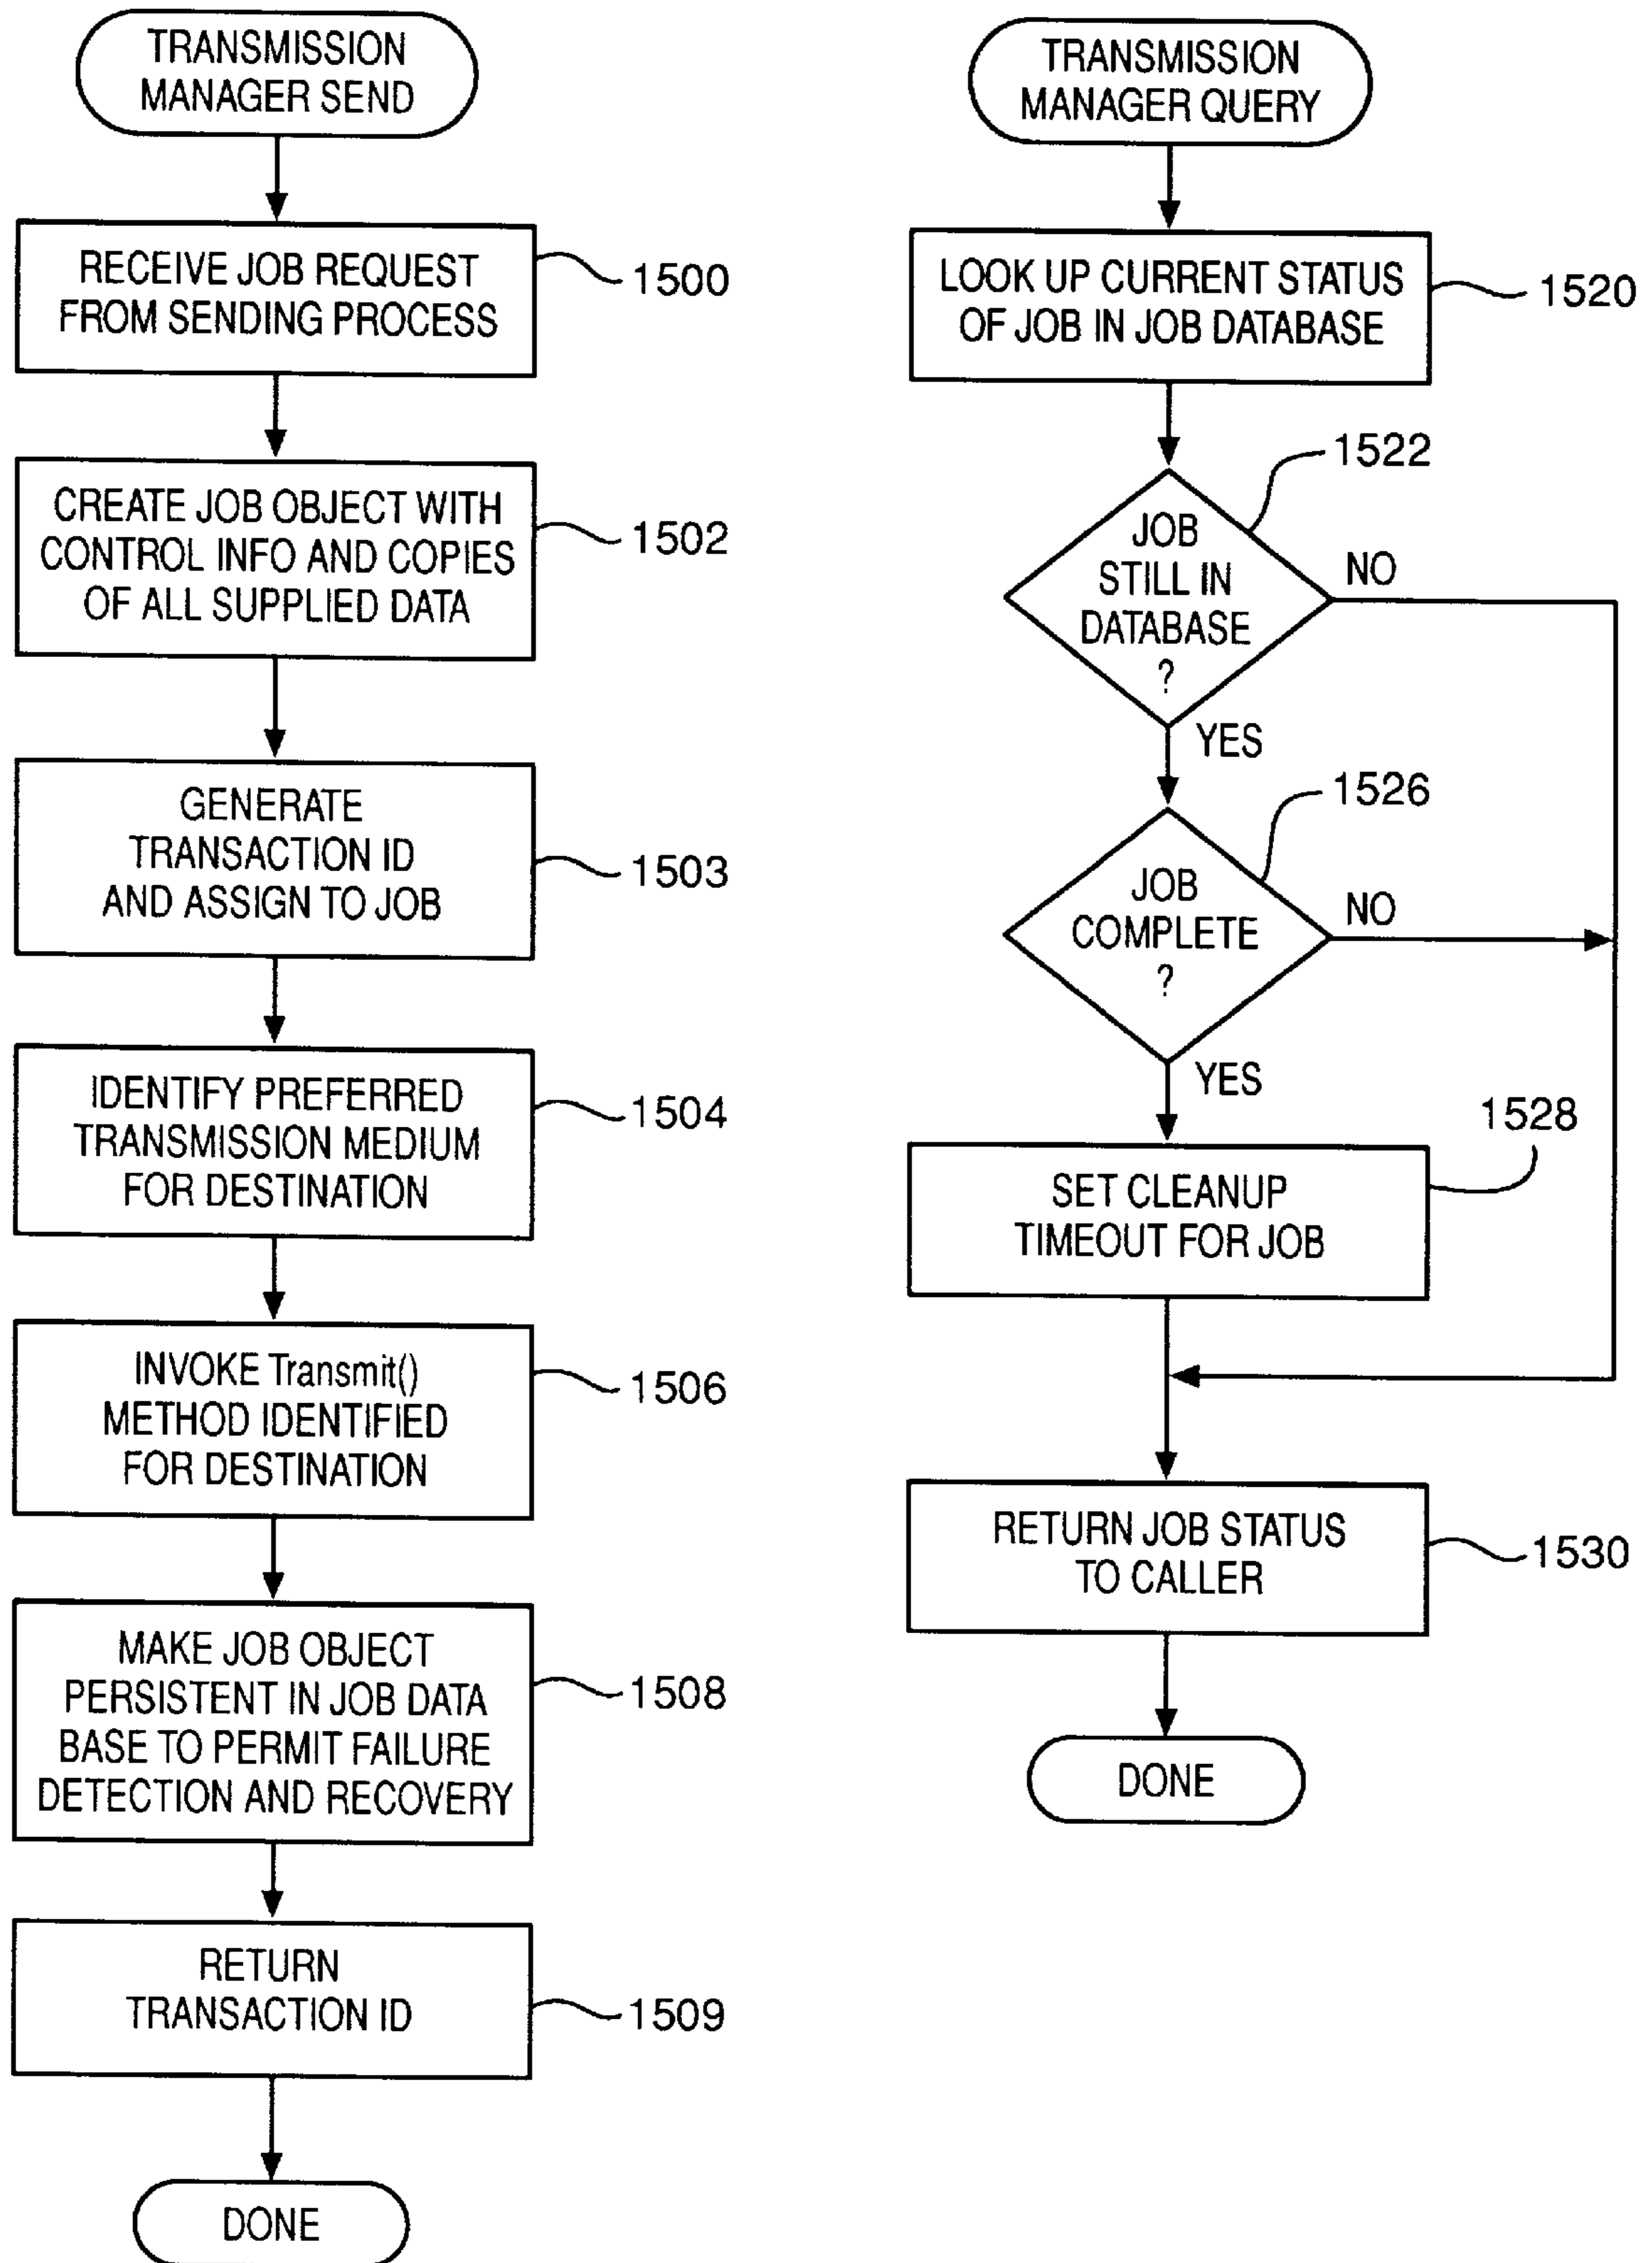 TRANSMISSION
MANAGER SEND
RECEIVE JOB REQUEST
FROM SENDING PROCESS
1500
CREATE JOB OBJECT WITH
CONTROL INFO AND COPIES
OF ALL SUPPLIED DATA
1502
GENERATE
TRANSACTION ID
AND ASSIGN TO JOB
1503
IDENTIFY PREFERRED
TRANSMISSION MEDIUM
FOR DESTINATION
1504
INVOKE Transmit()
METHOD IDENTIFIED
FOR DESTINATION
1506
MAKE JOB OBJECT
PERSISTENT IN JOB DATA
BASE TO PERMIT FAILURE
DETECTION AND RECOVERY
1508
RETURN
TRANSACTION ID
1509
DONE
TRANSMISSION
MANAGER QUERY
LOOK UP CURRENT STATUS
OF JOB IN JOB DATABASE
1520
1522
JOB
STILL IN
DATABASE
?
NO
YES
1526
JOB
COMPLETE
?
NO
YES
1528
SET CLEANUP
TIMEOUT FOR JOB
RETURN JOB STATUS
TO CALLER
1530
DONE